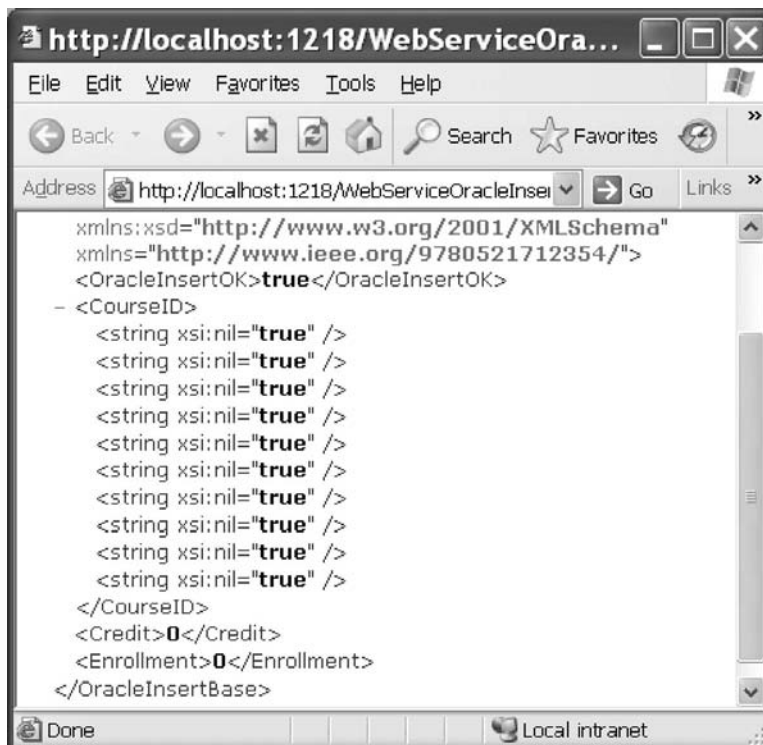 http://localhost:1218/WebServiceOra...
File Edit View Favorites Tools Help
Back Search Favorites »
Address http://localhost:1218/WebServiceOracleInser Go Links »
xmlns:xsd="http://www.w3.org/2001/XMLSchema"
xmlns="http://www.ieee.org/9780521712354/">
<OracleInsertOK>true</OracleInsertOK>
– <CourseID>
<string xsi:nil="true" />
<string xsi:nil="true" />
<string xsi:nil="true" />
<string xsi:nil="true" />
<string xsi:nil="true" />
<string xsi:nil="true" />
<string xsi:nil="true" />
<string xsi:nil="true" />
<string xsi:nil="true" />
<string xsi:nil="true" />
</CourseID>
<Credit>0</Credit>
<Enrollment>0</Enrollment>
</OracleInsertBase>
Done Local intranet